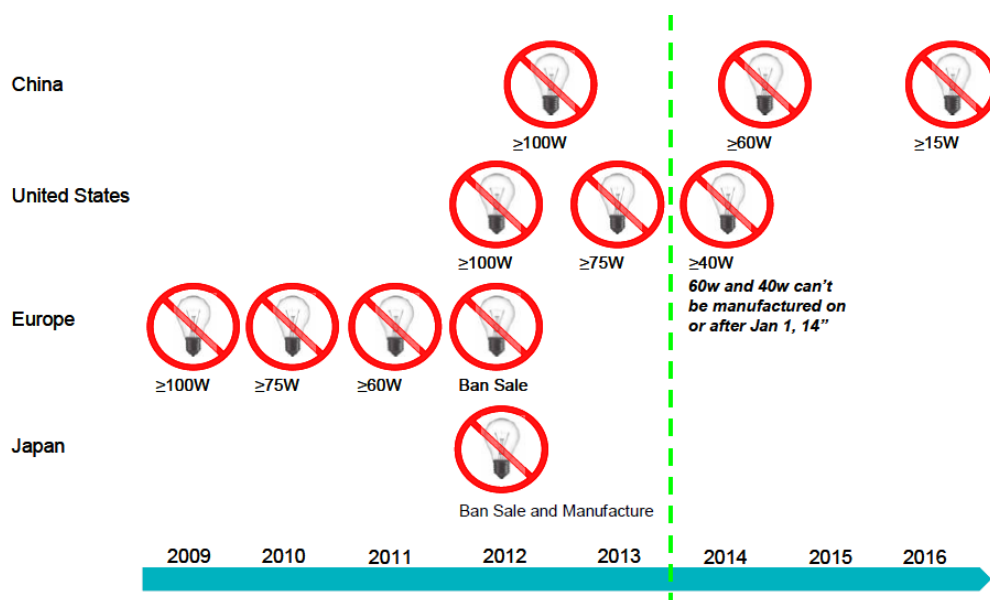 China
≥100W
≥60W
≥15W
United States
≥100W
≥75W
≥40W
60w and 40w can't
be manufactured on
or after Jan 1, 14”
Europe
≥100W
≥75W
≥60W
Ban Sale
Japan
Ban Sale and Manufacture
2009
2010
2011
2012
2013
2014
2015
2016